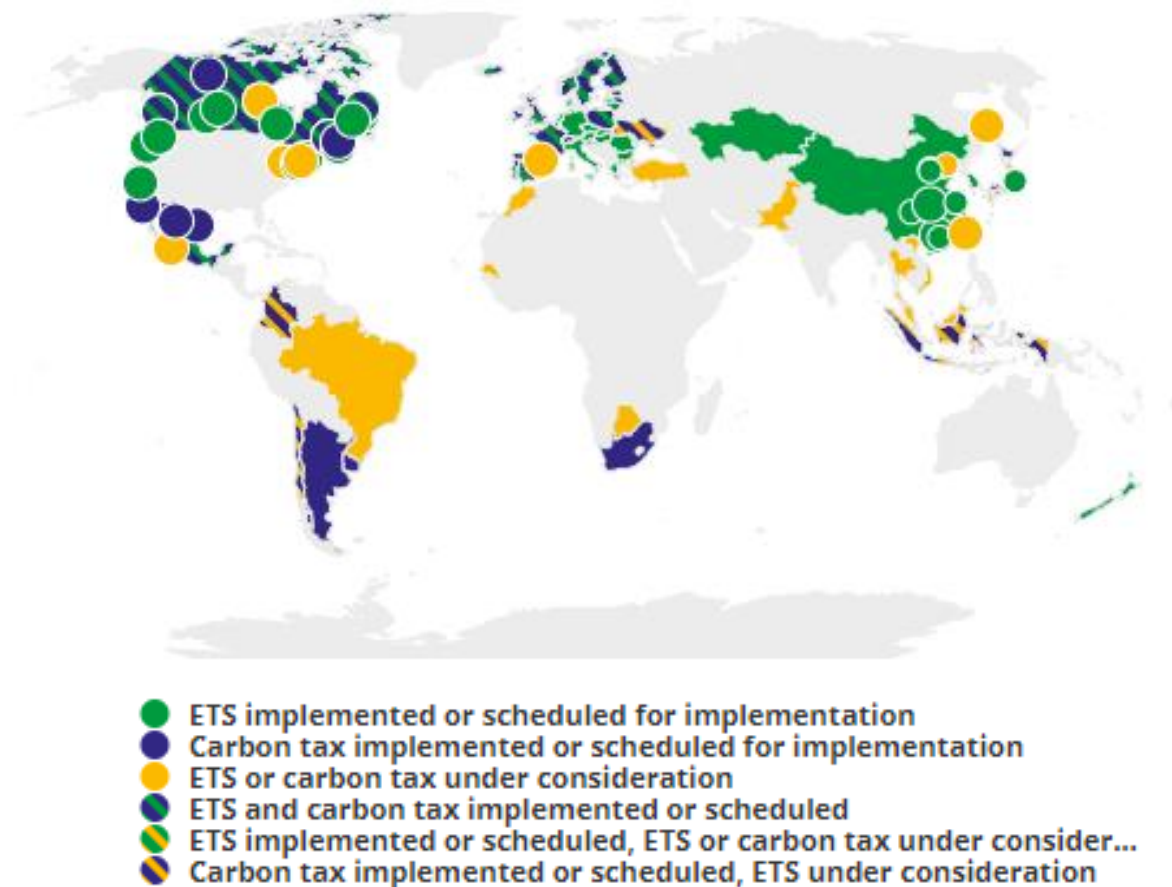 ETS implemented or scheduled for implementation
Carbon tax implemented or scheduled for implementation
ETS or carbon tax under consideration
ETS and carbon tax implemented or scheduled
ETS implemented or scheduled, ETS or carbon tax under consider...
Carbon tax implemented or scheduled, ETS under consideration